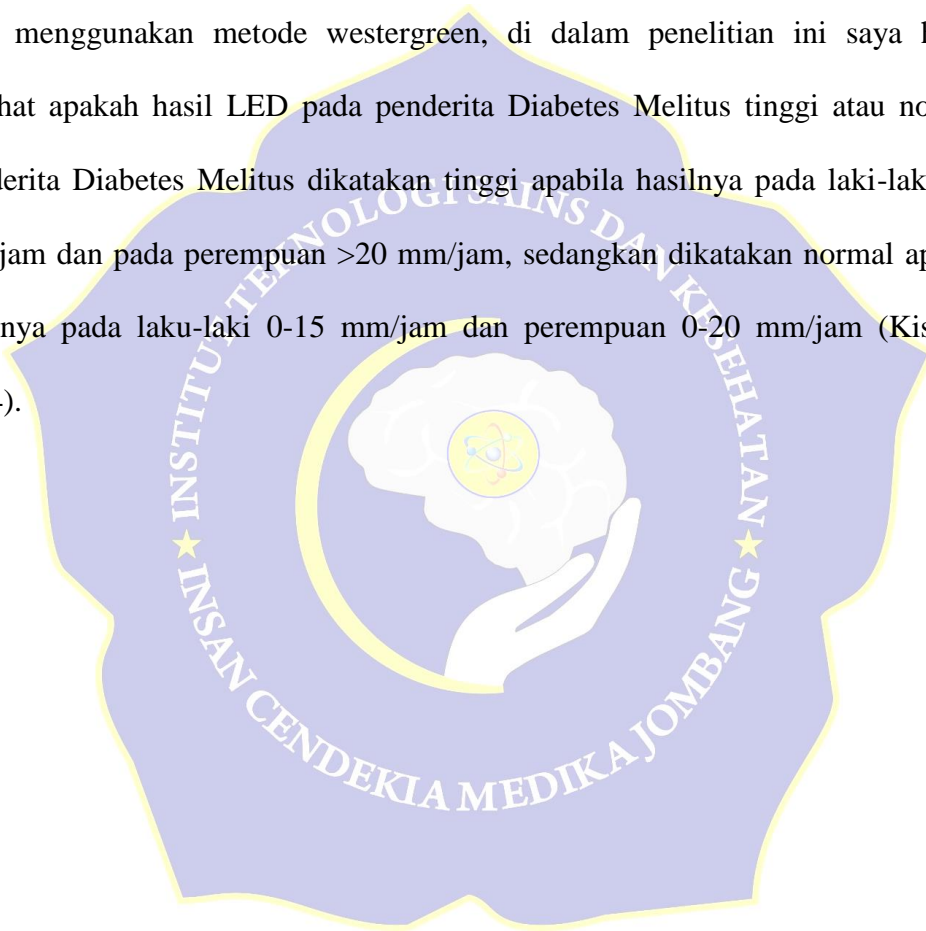 menggunakan metode westergreen, di dalam penelitian ini saya
hat apakah hasil LED pada penderita Diabetes Melitus tinggi atau no
derita Diabetes Melitus dikatakan tinggi apabila hasilnya pada laki-lak
jam dan pada perempuan >20 mm/jam, sedangkan dikatakan normal ap
nya pada laku-laki 0-15 mm/jam dan perempuan 0-20 mm/jam (Kis
).
INSTITUT TEKNOLOGI SAINS DAN KESEHATAN
INSAN CENDEKIA MEDIKA JOMBANG